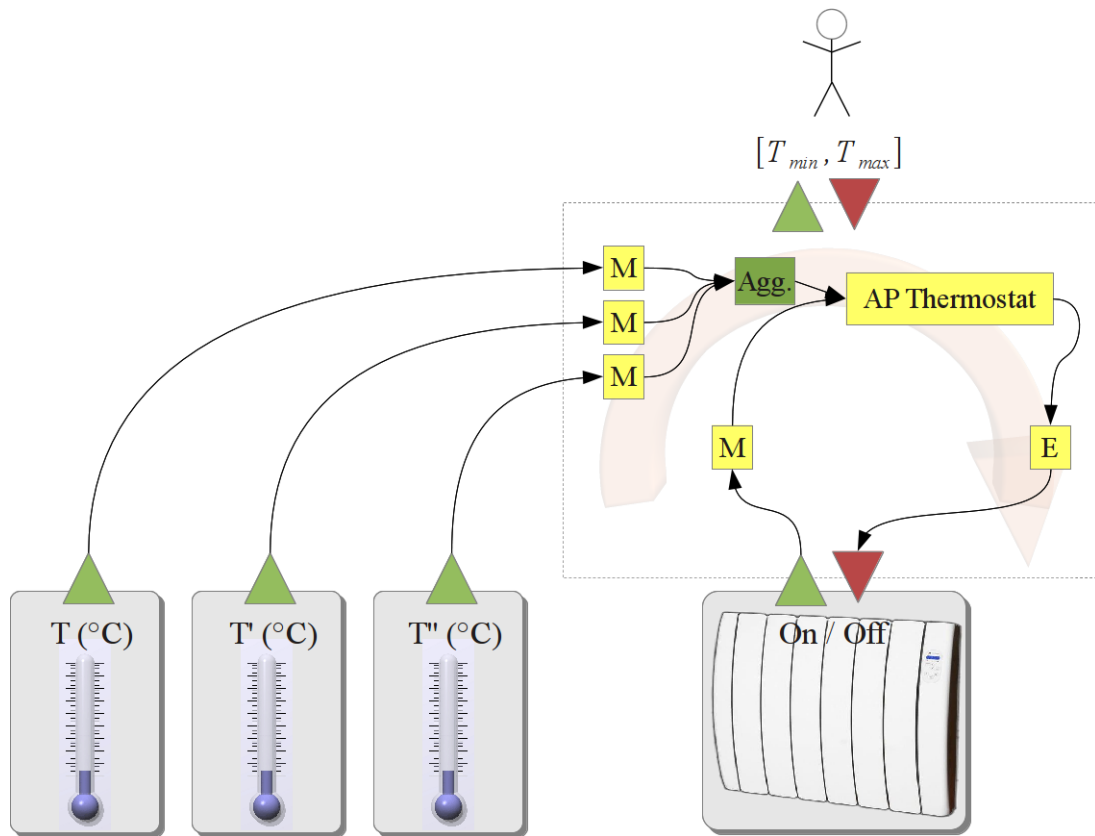 [T min , T max]
M
Agg.
AP Thermostat
M
M
M
E
T (°C)
T' (°C)
T'' (°C)
On / Off